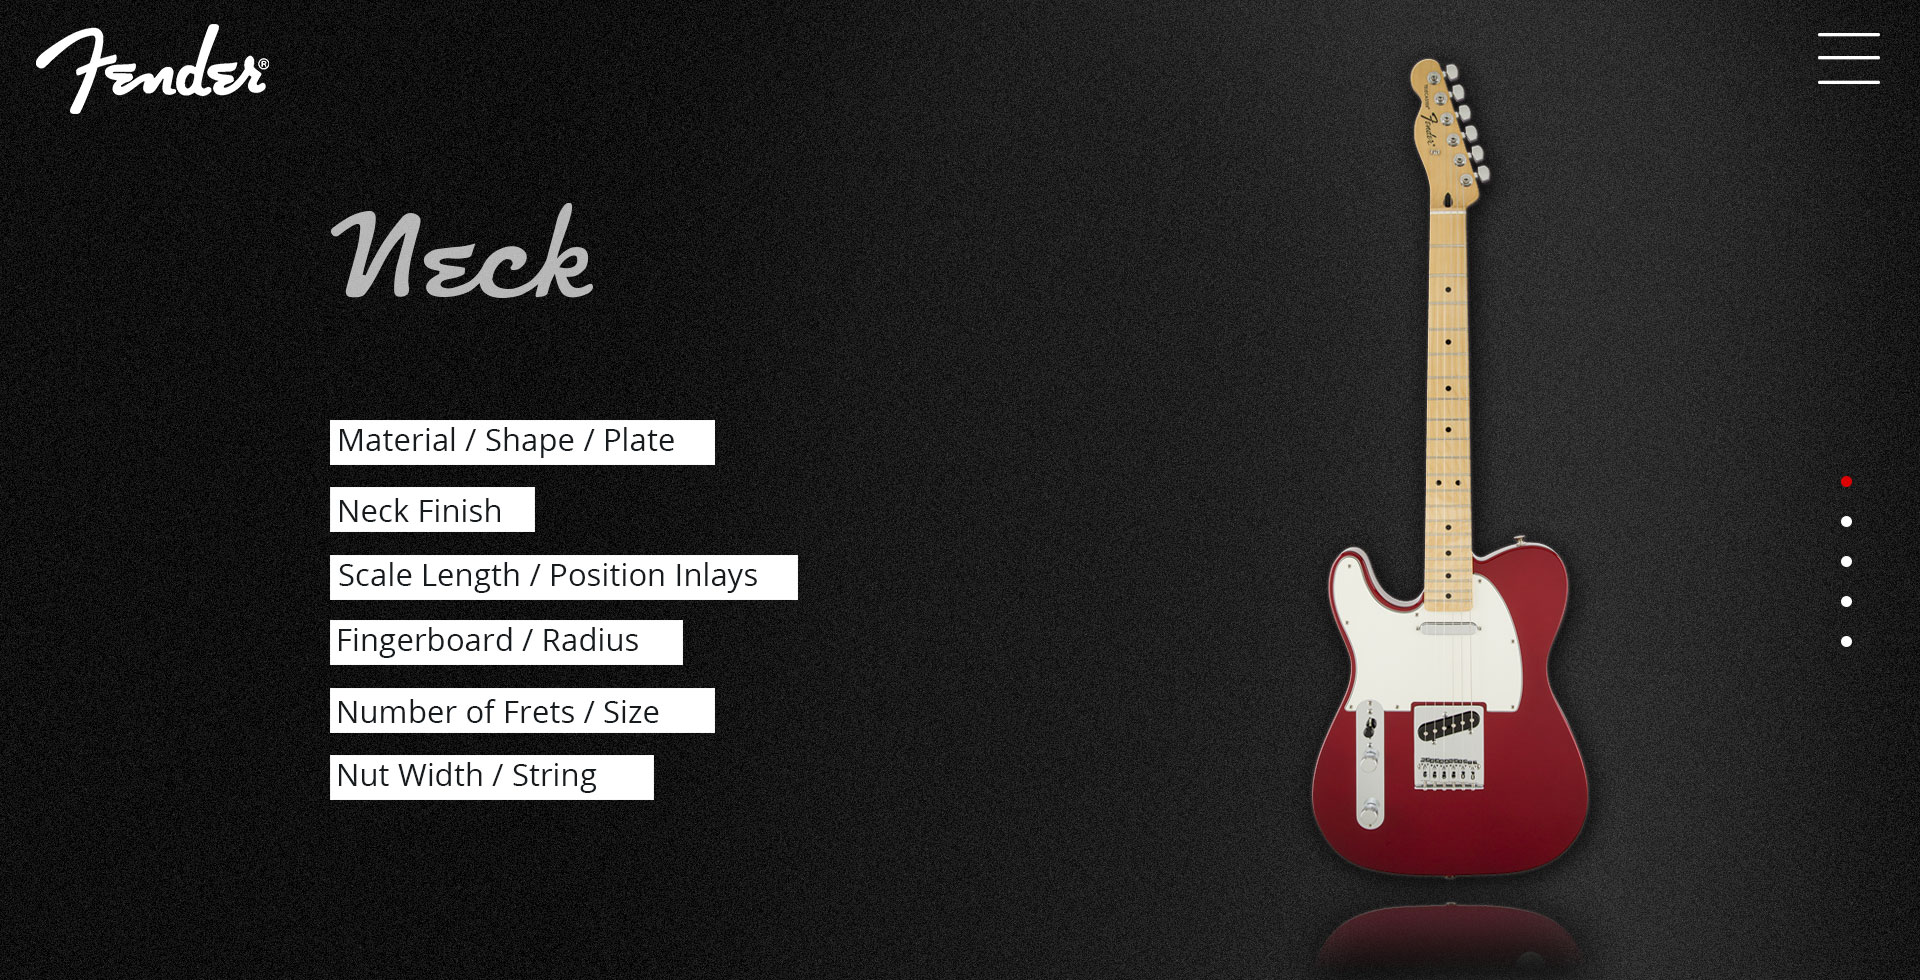 Fender®
Neck
Material / Shape / Plate
Neck Finish
Scale Length / Position Inlays
Fingerboard / Radius
Number of Frets / Size
Nut Width / String
Fender